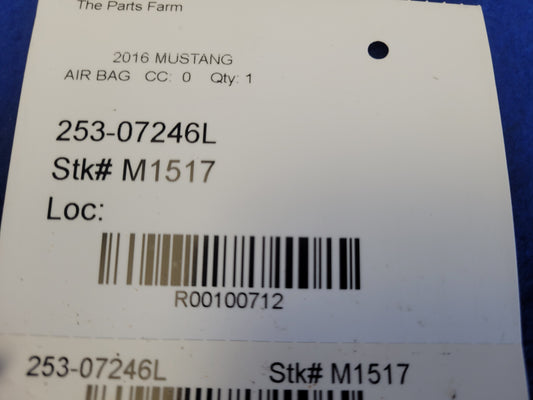 The Parts Farm
2016 MUSTANG
AIR BAG CC: 0 Qty: 1
253-07246L
Stk# M1517
Loc:
R00100712
253-07246L Stk# M1517